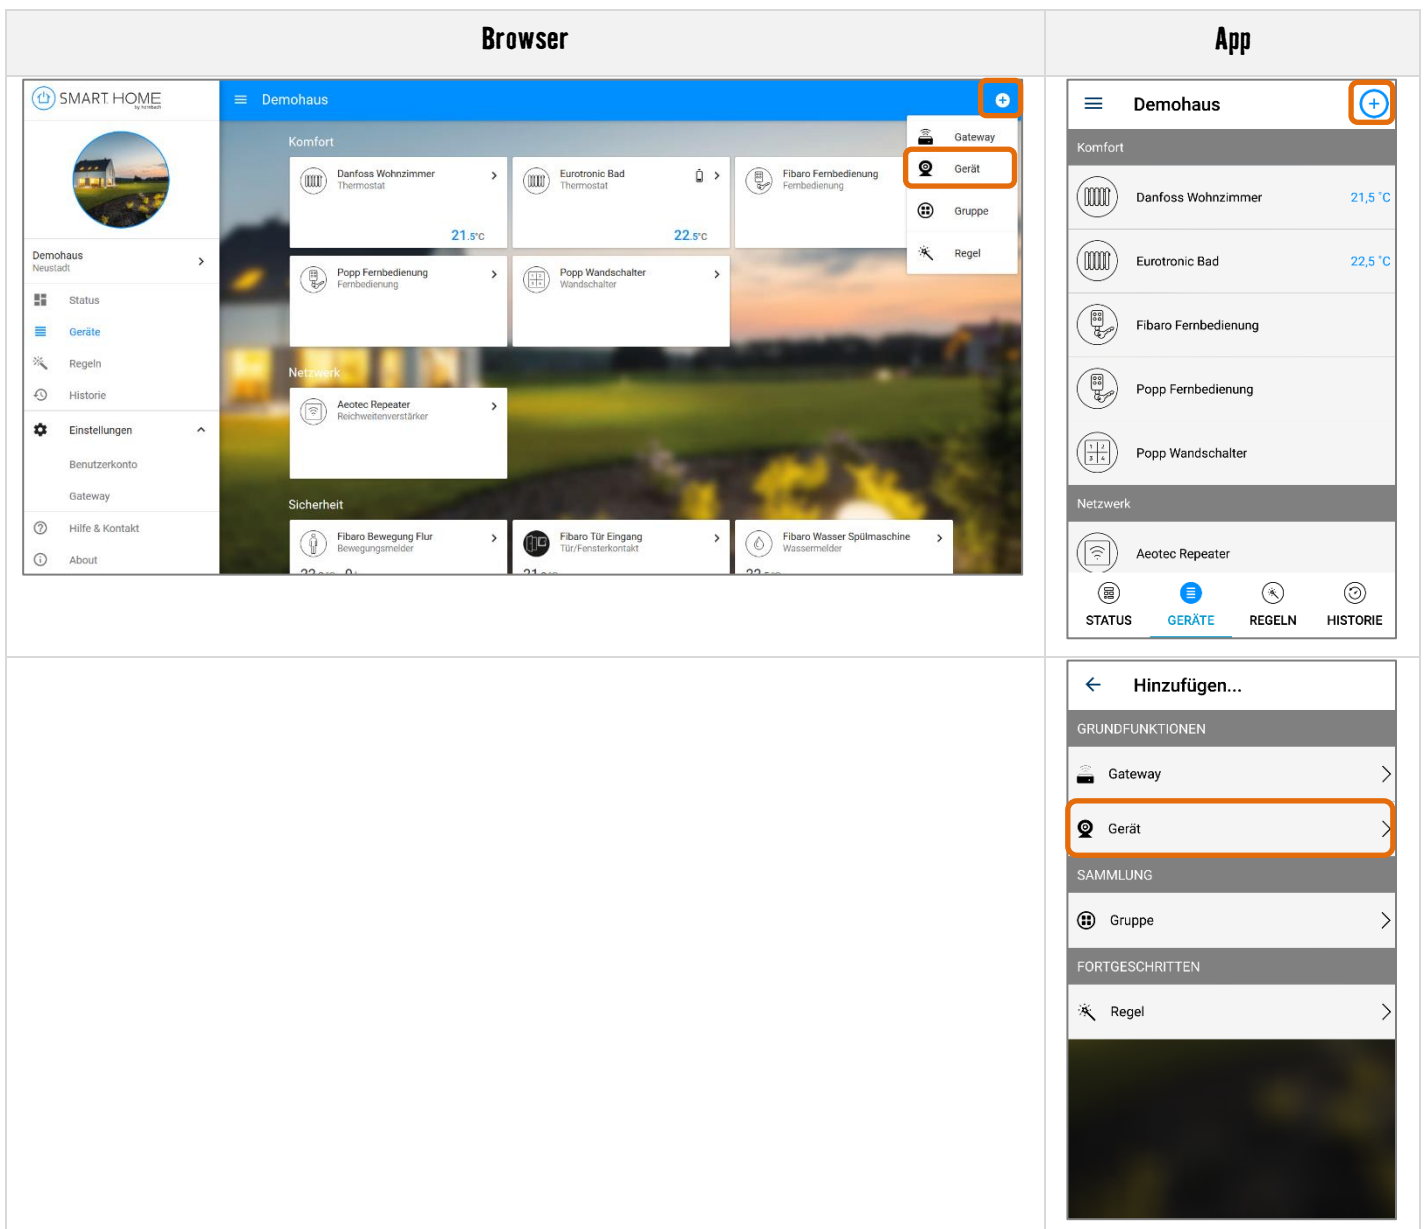 Browser
App
SMART HOME
by hornbach
Demohaus
Neustadt
Status
Geräte
Regeln
Historie
Einstellungen
Benutzerkonto
Gateway
Hilfe & Kontakt
About
Demohaus
Gateway
Gerät
Gruppe
Regel
Komfort
Danfoss Wohnzimmer
Thermostat
21.5°C
Eurotronic Bad
Thermostat
22.5°C
Fibaro Fernbedienung
Fernbedienung
Popp Fernbedienung
Fernbedienung
Popp Wandschalter
Wandschalter
Netzwerk
Aeotec Repeater
Reichweitenverstärker
Sicherheit
Fibaro Bewegung Flur
Bewegungsmelder
Fibaro Tür Eingang
Tür/Fensterkontakt
Fibaro Wasser Spülmaschine
Wassermelder
Demohaus
Komfort
Danfoss Wohnzimmer 21,5 °C
Eurotronic Bad 22,5 °C
Fibaro Fernbedienung
Popp Fernbedienung
Popp Wandschalter
Netzwerk
Aeotec Repeater
STATUS GERÄTE REGELN HISTORIE
Hinzufügen...
GRUNDFUNKTIONEN
Gateway
Gerät
SAMMLUNG
Gruppe
FORTGESCHRITTEN
Regel